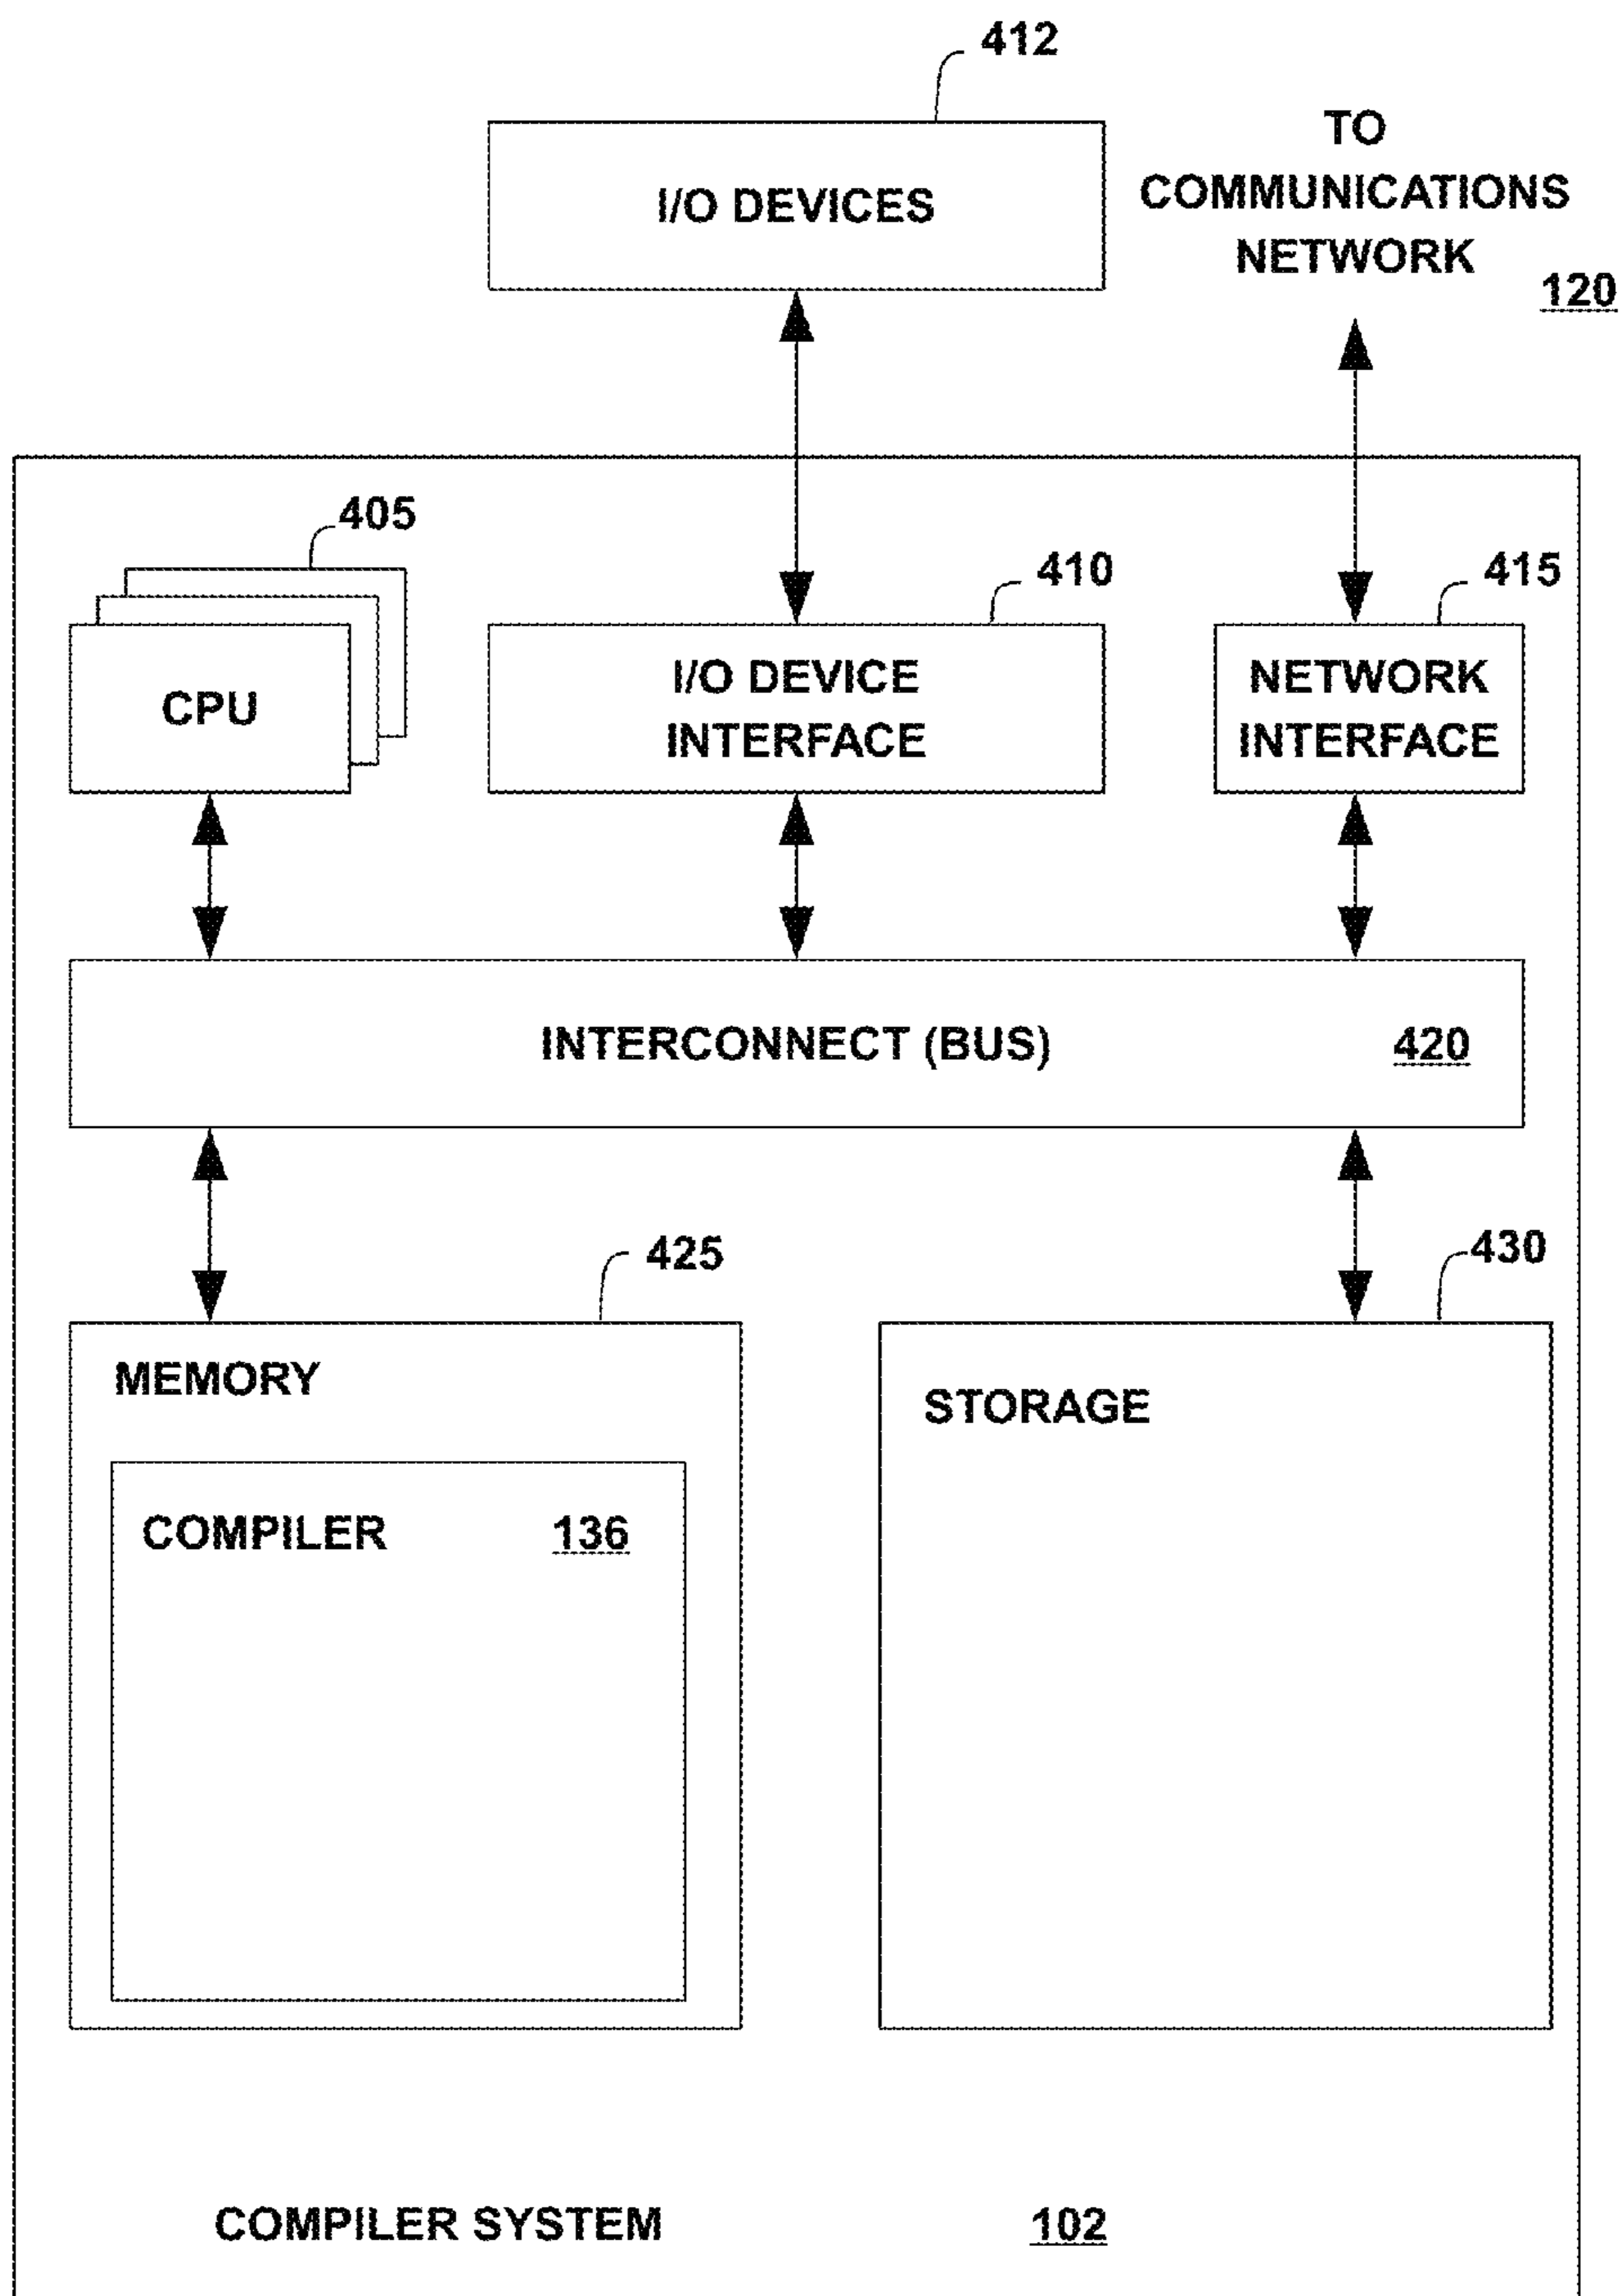 412
I/O DEVICES
TO
COMMUNICATIONS
NETWORK
120
405
410
415
CPU
I/O DEVICE
INTERFACE
NETWORK
INTERFACE
INTERCONNECT (BUS) 420
425
430
MEMORY
STORAGE
COMPILER 136
COMPILER SYSTEM 102